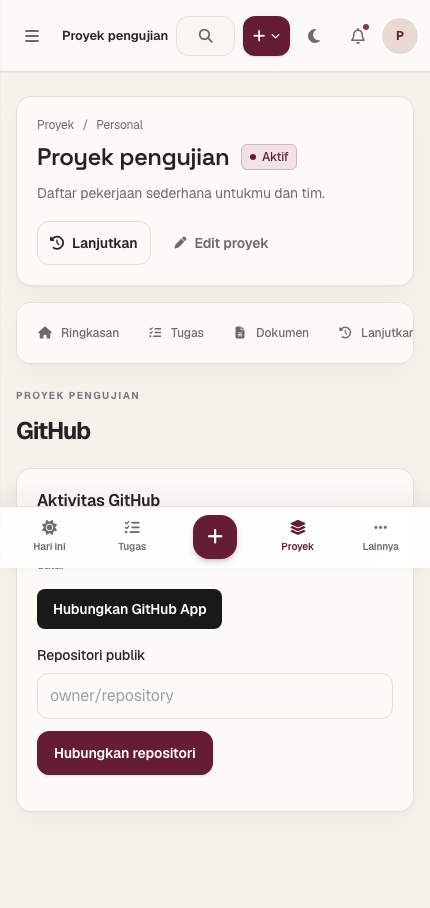 Proyek pengujian
P
Proyek / Personal
Proyek pengujian
Aktif
Daftar pekerjaan sederhana untukmu dan tim.
Lanjutkan
Edit proyek
Ringkasan
Tugas
Dokumen
Lanjutkan
PROYEK PENGUJIAN
GitHub
Aktivitas GitHub
Hari ini
Tugas
Proyek
Lainnya
Hubungkan GitHub App
Repositori publik
owner/repository
Hubungkan repositori